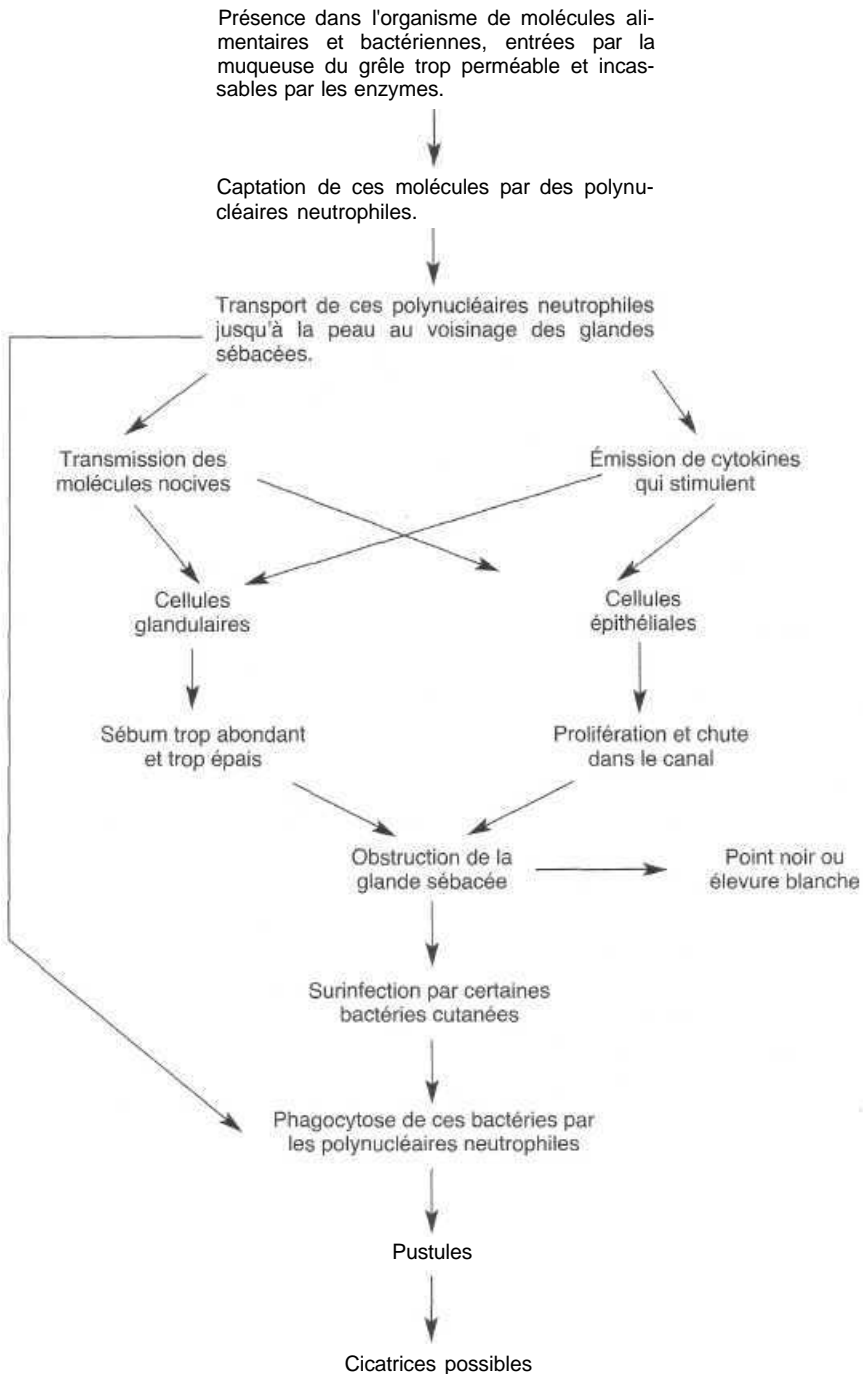 Présence dans l'organisme de molécules ali-
mentaires et bactériennes, entrées par la
muqueuse du grêle trop perméable et incas-
sables par les enzymes.
Captation de ces molécules par des polynu-
cléaires neutrophiles.
Transport de ces polynucléaires neutrophiles
jusqu'à la peau au voisinage des glandes
sébacées.
Transmission des
molécules nocives
Émission de cytokines
qui stimulent
Cellules
glandulaires
Cellules
épithéliales
Sébum trop abondant
et trop épais
Prolifération et chute
dans le canal
Obstruction de la
glande sébacée
Point noir ou
élevure blanche
Surinfection par certaines
bactéries cutanées
Phagocytose de ces bactéries par
les polynucléaires neutrophiles
Pustules
Cicatrices possibles